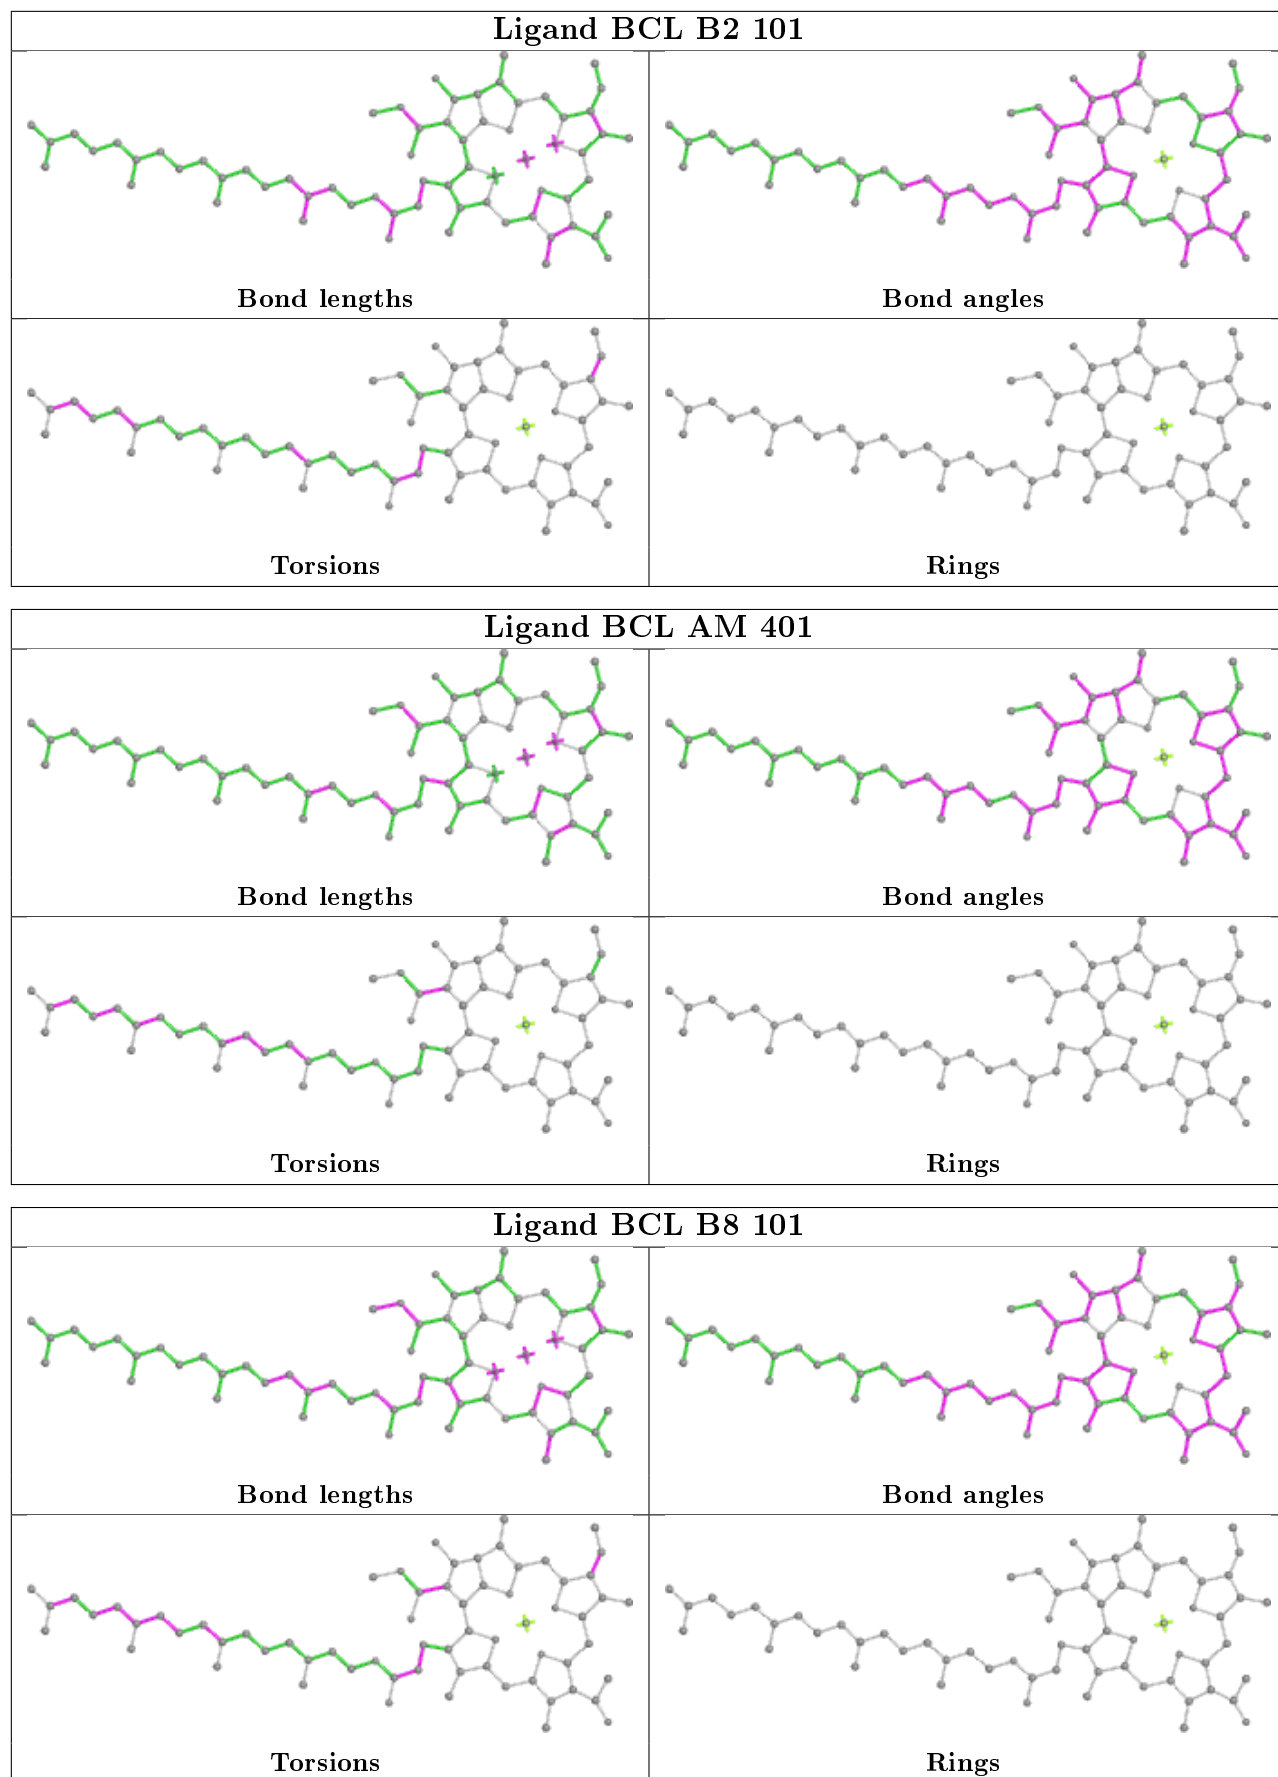 Ligand BCL B2 101
Bond lengths
Bond angles
Torsions
Rings
Ligand BCL AM 401
Bond lengths
Bond angles
Torsions
Rings
Ligand BCL B8 101
Bond lengths
Bond angles
Torsions
Rings